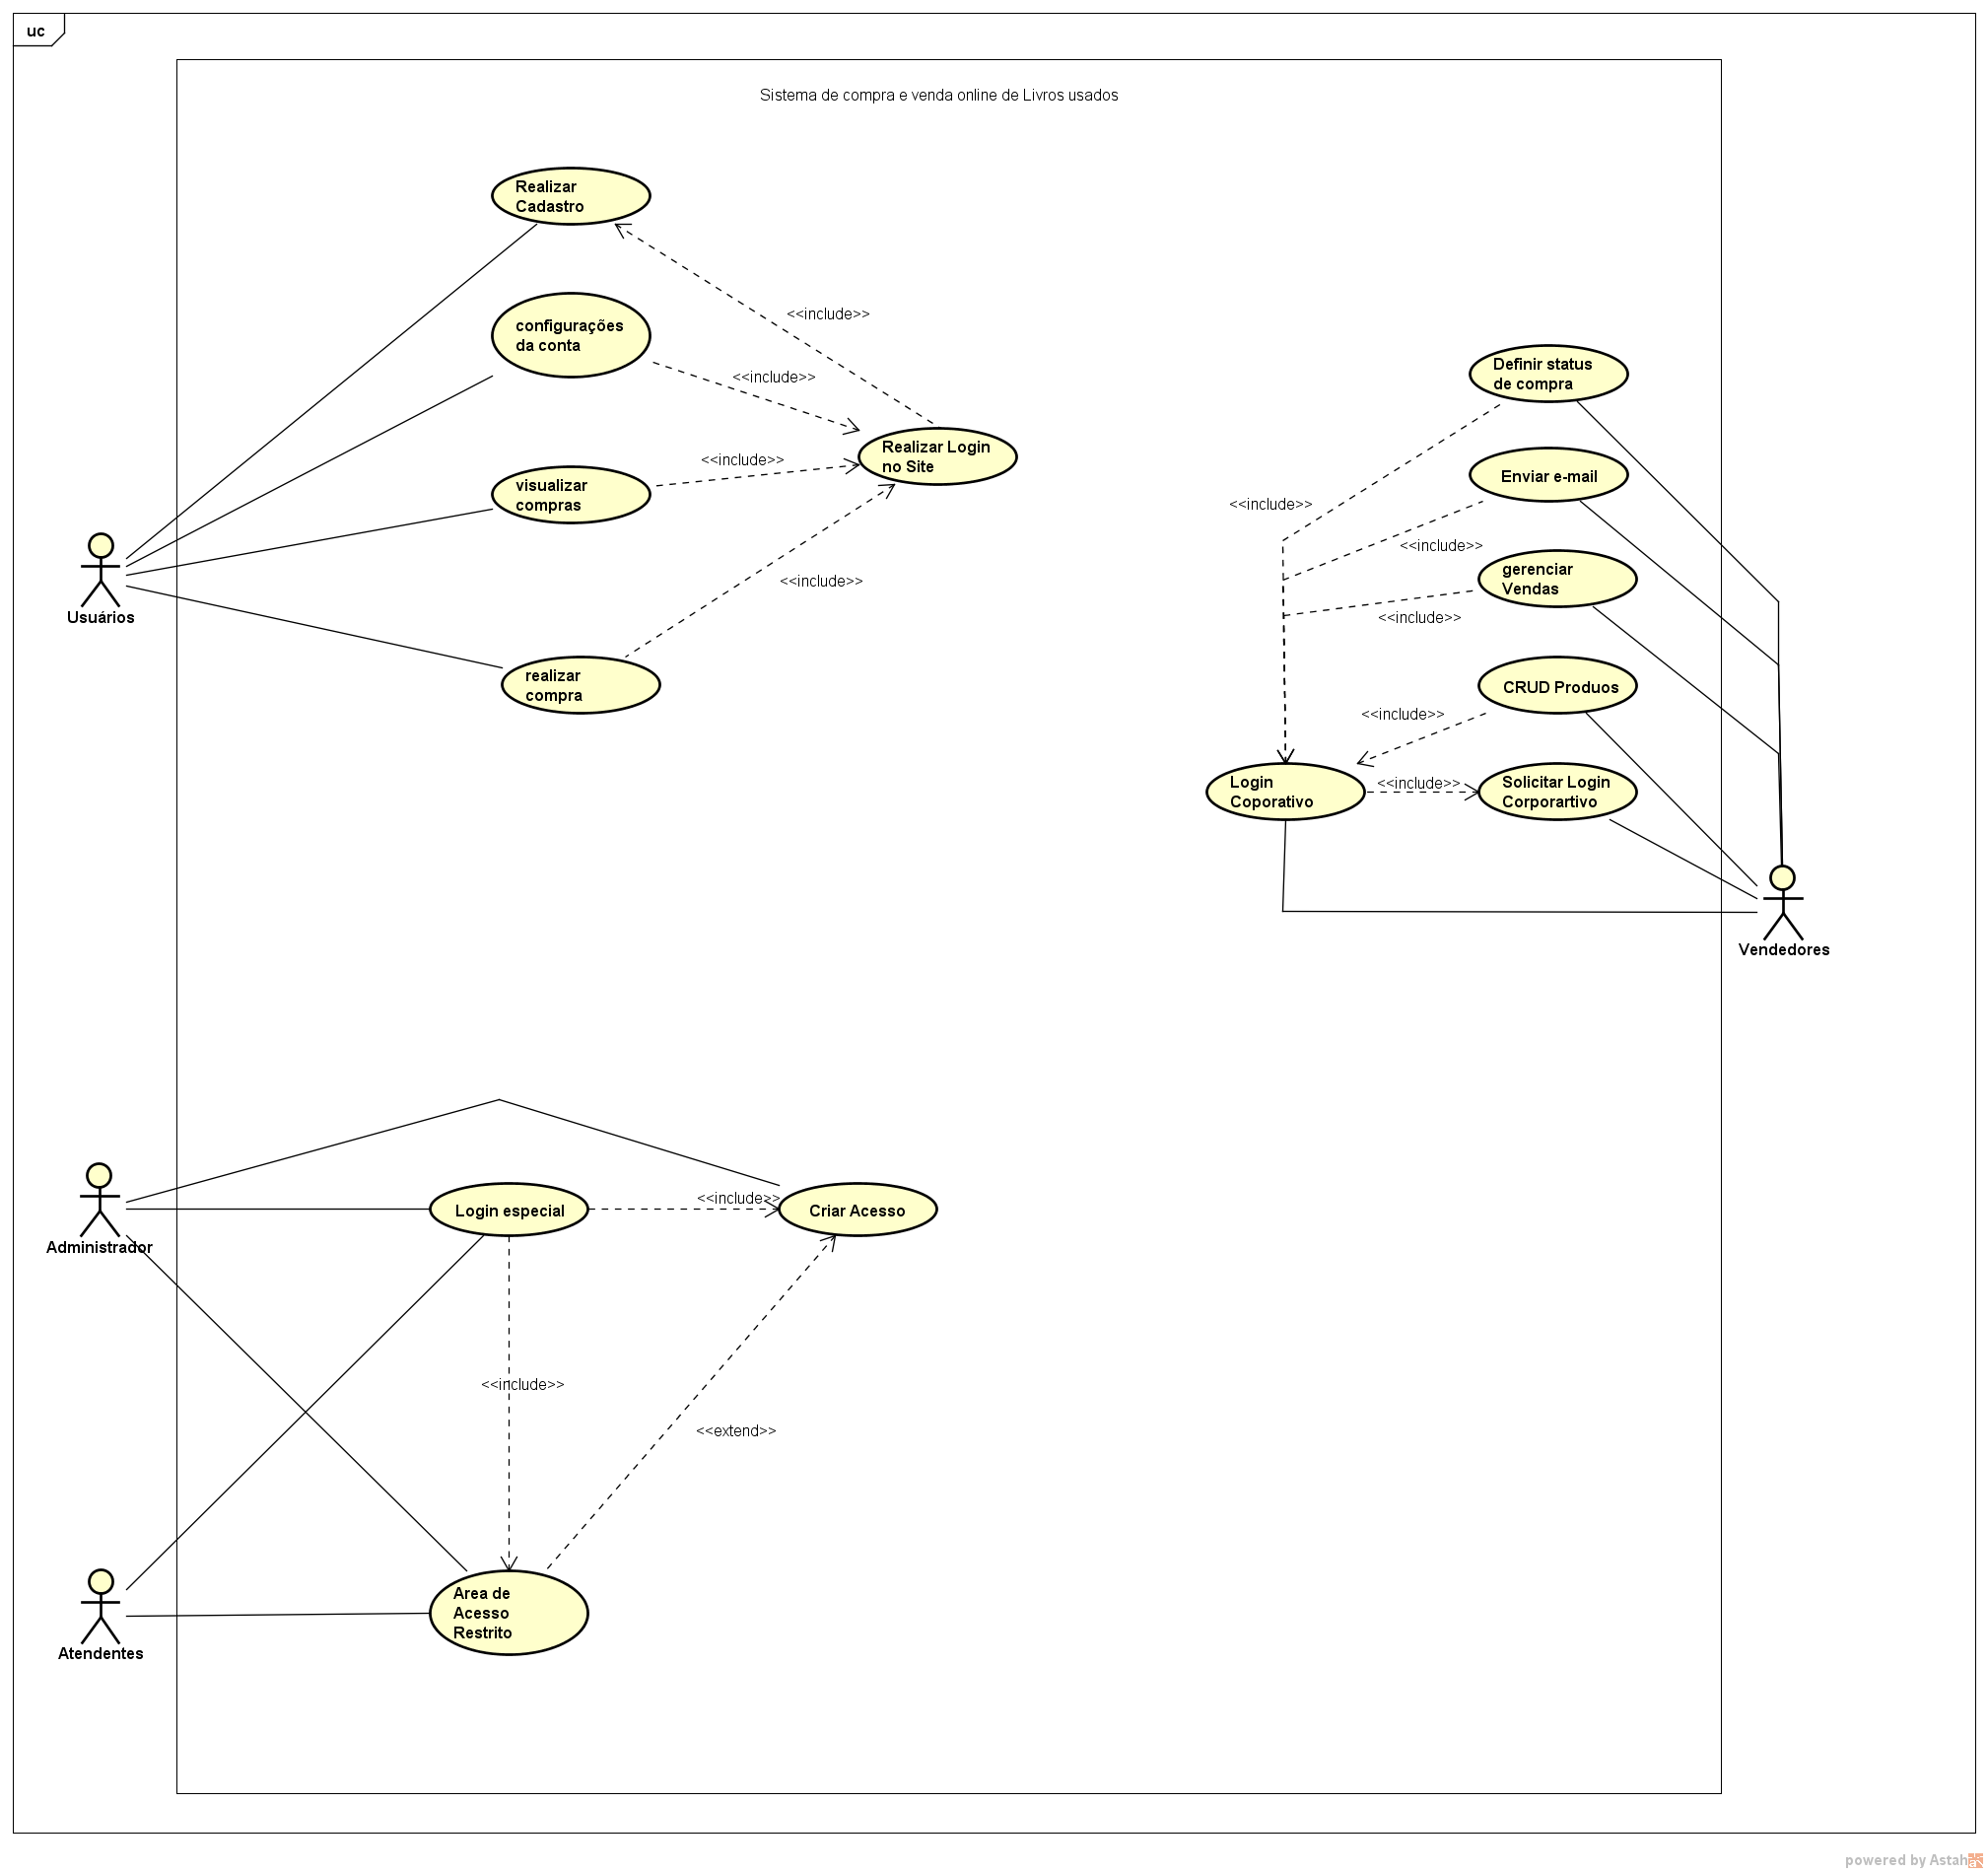 uc
Sistema de compra e venda online de Livros usados
Realizar
Cadastro
<<include>>
configurações
da conta
<<include>>
Definir status
de compra
Realizar Login
no Site
<<include>>
visualizar
compras
Enviar e-mail
<<include>>
<<include>>
gerenciar
Vendas
<<include>>
<<include>>
Usuários
realizar
compra
CRUD Produos
<<include>>
Login
Coporativo
<<include>>
Solicitar Login
Corporartivo
Vendedores
<<include>>
Login especial
Criar Acesso
Administrador
<<include>>
<<extend>>
Area de
Acesso
Restrito
Atendentes
powered by Astah